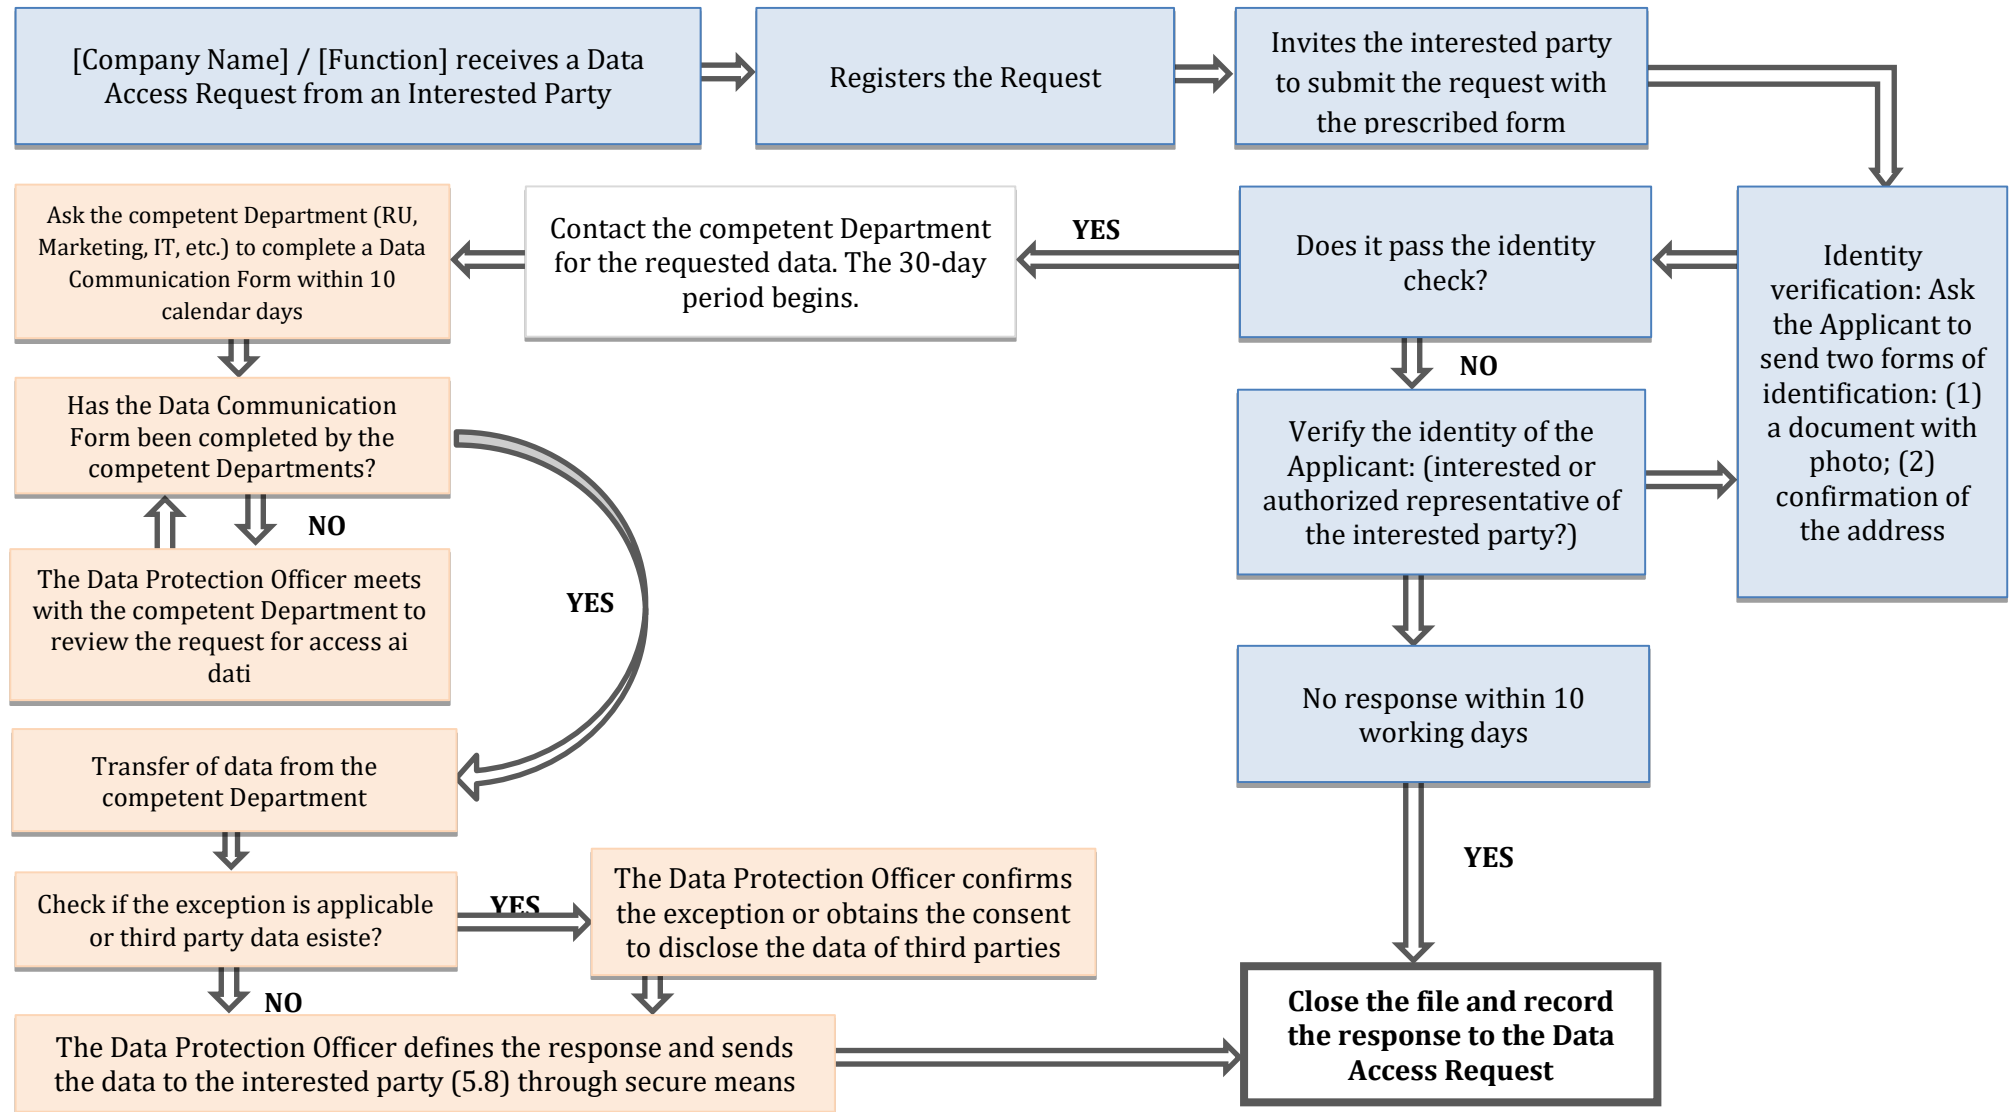 [Company Name] / [Function] receives a Data
Access Request from an Interested Party
Registers the Request
Invites the interested party
to submit the request with
the prescribed form
Identity
verification: Ask
the Applicant to
send two forms of
identification: (1)
a document with
photo; (2)
confirmation of
the address
Does it pass the identity
check?
YES
Contact the competent Department
for the requested data. The 30-day
period begins.
Ask the competent Department (RU,
Marketing, IT, etc.) to complete a Data
Communication Form within 10
calendar days
NO
Verify the identity of the
Applicant: (interested or
authorized representative of
the interested party?)
Has the Data Communication
Form been completed by the
competent Departments?
NO
The Data Protection Officer meets
with the competent Department to
review the request for access ai
dati
YES
No response within 10
working days
Transfer of data from the
competent Department
YES
Check if the exception is applicable
or third party data esiste?
YES
The Data Protection Officer confirms
the exception or obtains the consent
to disclose the data of third parties
NO
The Data Protection Officer defines the response and sends
the data to the interested party (5.8) through secure means
Close the file and record
the response to the Data
Access Request